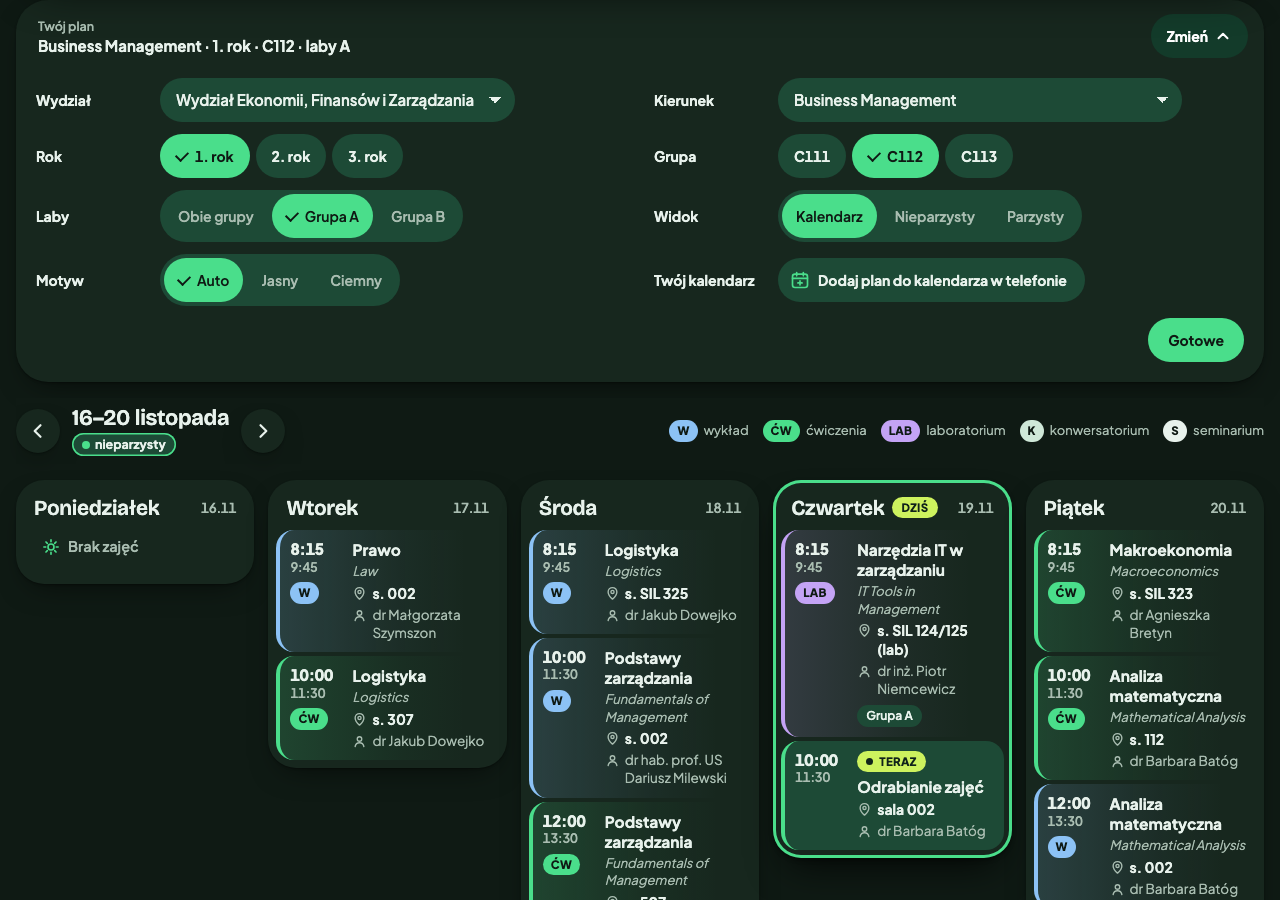 Twój plan
Business Management · 1. rok · C112 · laby A
Zmień
Wydział
Wydział Ekonomii, Finansów i Zarządzania
Kierunek
Business Management
Rok
1. rok
2. rok
3. rok
Grupa
C111
C112
C113
Laby
Obie grupy
Grupa A
Grupa B
Widok
Kalendarz
Nieparzysty
Parzysty
Motyw
Auto
Jasny
Ciemny
Twój kalendarz
Dodaj plan do kalendarza w telefonie
Gotowe
16–20 listopada
nieparzysty
W wykład
ĆW ćwiczenia
LAB laboratorium
K konwersatorium
S seminarium
Poniedziałek 16.11
Brak zajęć
Wtorek 17.11
8:15
9:45
W
Prawo
Law
s. 002
dr Małgorzata
Szymszon
10:00
11:30
ĆW
Logistyka
Logistics
s. 307
dr Jakub Dowejko
Środa 18.11
8:15
9:45
W
Logistyka
Logistics
s. SIL 325
dr Jakub Dowejko
10:00
11:30
W
Podstawy
zarządzania
Fundamentals of
Management
s. 002
dr hab. prof. US
Dariusz Milewski
12:00
13:30
ĆW
Podstawy
zarządzania
Fundamentals of
Management
Czwartek DZIŚ 19.11
8:15
9:45
LAB
Narzędzia IT w
zarządzaniu
IT Tools in
Management
s. SIL 124/125
(lab)
dr inż. Piotr
Niemcewicz
Grupa A
10:00
11:30
TERAZ
Odrabianie zajęć
sala 002
dr Barbara Batóg
Piątek 20.11
8:15
9:45
ĆW
Makroekonomia
Macroeconomics
s. SIL 323
dr Agnieszka
Bretyn
10:00
11:30
ĆW
Analiza
matematyczna
Mathematical Analysis
s. 112
dr Barbara Batóg
12:00
13:30
W
Analiza
matematyczna
Mathematical Analysis
s. 002
dr Barbara Batóg